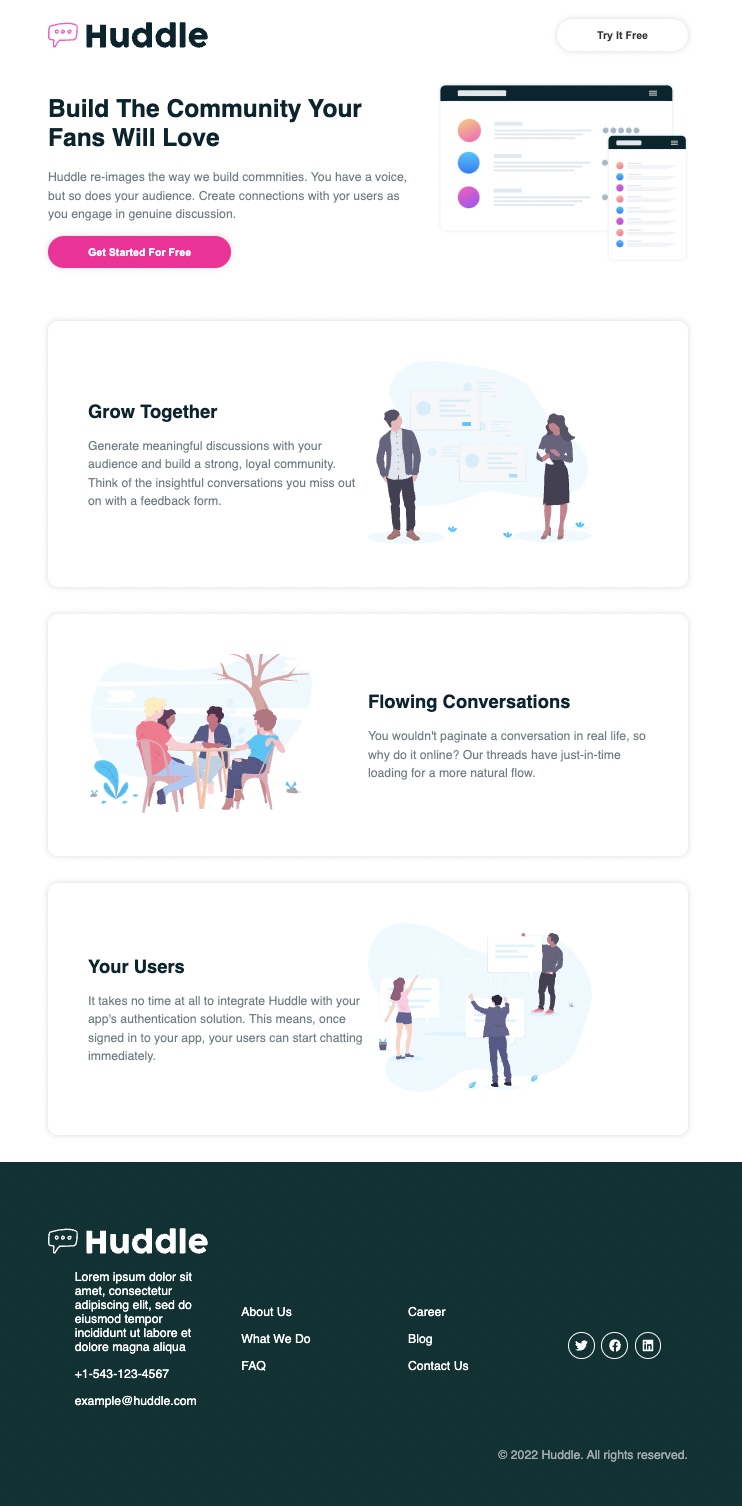 Huddle
Try It Free
Build The Community Your
Fans Will Love
Huddle re-images the way we build commnities. You have a voice,
but so does your audience. Create connections with yor users as
you engage in genuine discussion.
Get Started For Free
Grow Together
Generate meaningful discussions with your
audience and build a strong, loyal community.
Think of the insightful conversations you miss out
on with a feedback form.
Flowing Conversations
You wouldn't paginate a conversation in real life, so
why do it online? Our threads have just-in-time
loading for a more natural flow.
Your Users
It takes no time at all to integrate Huddle with your
app's authentication solution. This means, once
signed in to your app, your users can start chatting
immediately.
Huddle
Lorem ipsum dolor sit
amet, consectetur
adipiscing elit, sed do
eiusmod tempor
incididunt ut labore et
dolore magna aliqua
+1-543-123-4567
example@huddle.com
About Us
What We Do
FAQ
Career
Blog
Contact Us
© 2022 Huddle. All rights reserved.